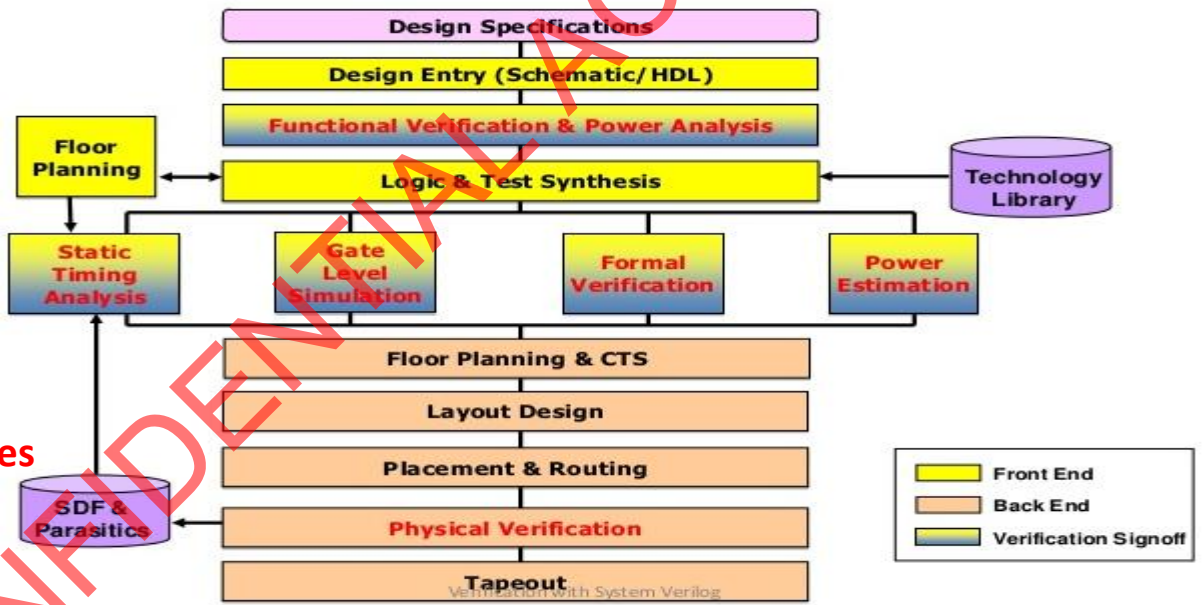 Design Specifications
Design Entry (Schematic/HDL)
Functional Verification & Power Analysis
Floor
Planning
Logic & Test Synthesis
Technology
Library
Static
Timing
Analysis
Gate
Level
Simulation
Formal
Verification
Power
Estimation
Floor Planning & CTS
Layout Design
Placement & Routing
es
SDF &
Parasitics
Physical Verification
Tapeout
Verification with System Verilog
Front End
Back End
Verification Signoff
NFIDENTIAL AC